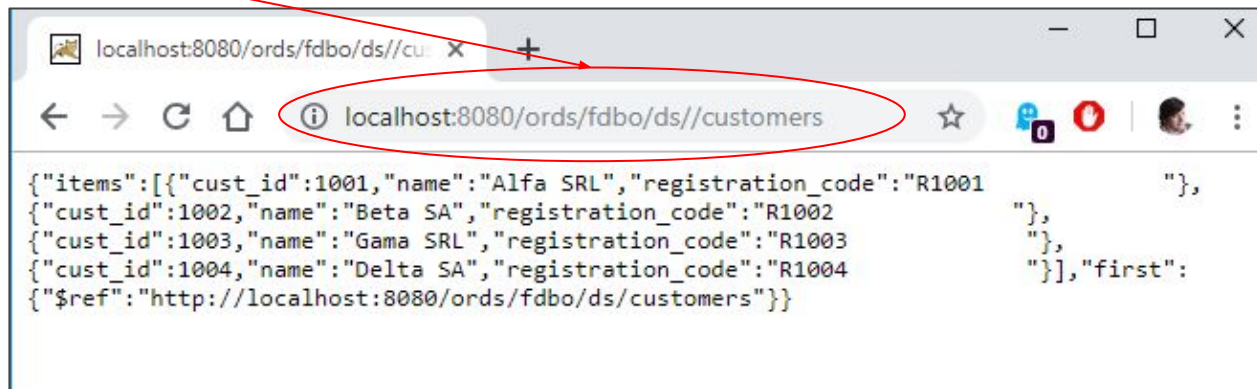 localhost:8080/ords/fdbo/ds//cu
localhost:8080/ords/fdbo/ds//customers
0
{"items":[{"cust_id":1001,"name":"Alfa SRL","registration_code":"R1001                "},
{"cust_id":1002,"name":"Beta SA","registration_code":"R1002                "},
{"cust_id":1003,"name":"Gama SRL","registration_code":"R1003                "},
{"cust_id":1004,"name":"Delta SA","registration_code":"R1004                "}],"first":
{"$ref":"http://localhost:8080/ords/fdbo/ds/customers"}}